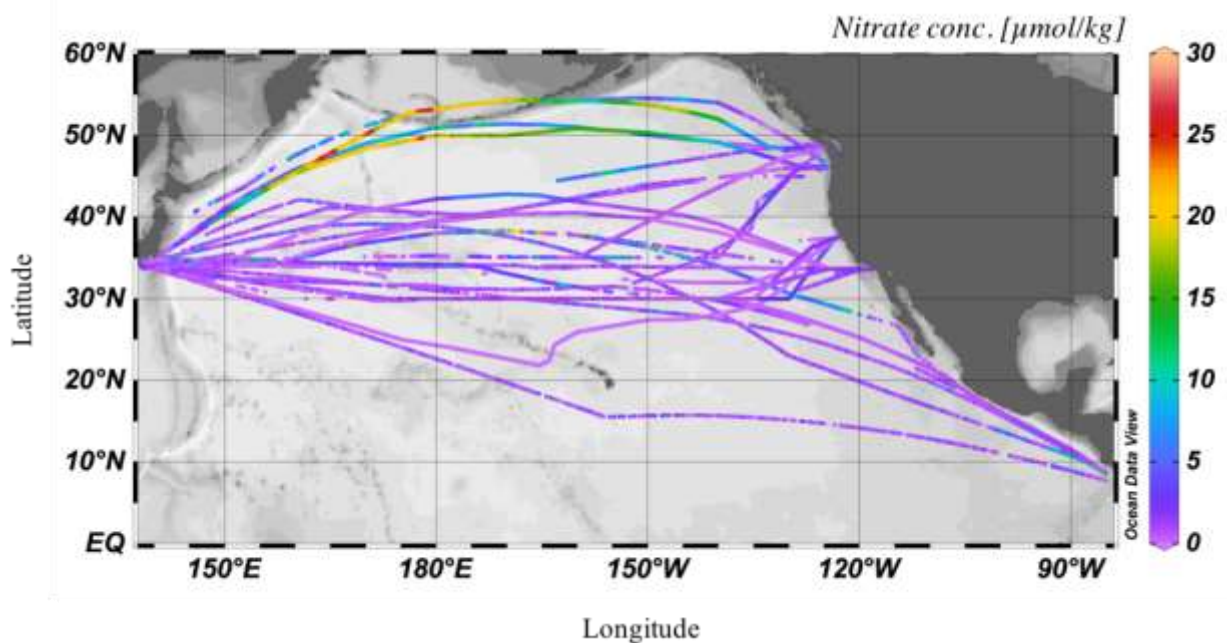 Nitrate conc. [µmol/kg]
60°N
50°N
40°N
30°N
20°N
10°N
EQ
Latitude
150°E
180°E
150°W
120°W
90°W
Longitude
Ocean Data View
30
25
20
15
10
5
0